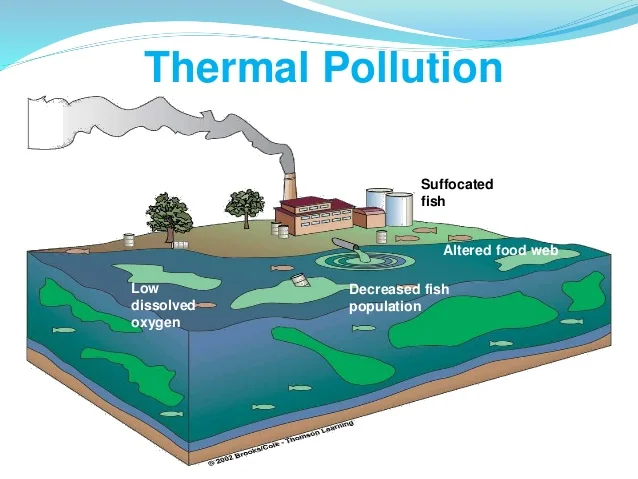 Thermal Pollution
Suffocated
fish
Altered food web
Low
dissolved
oxygen
Decreased fish
population
© 2002 Brooks/Cole - Thomson Learning